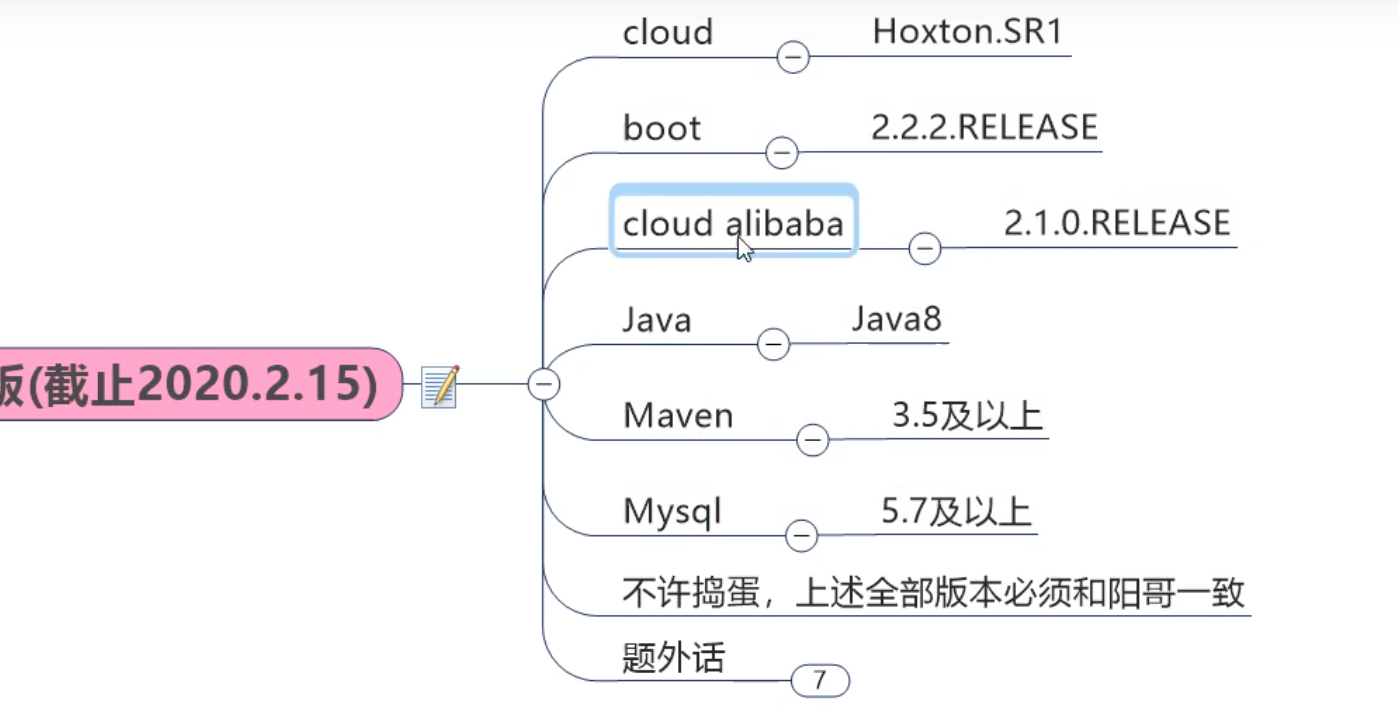 cloud
Hoxton.SR1
boot
2.2.2.RELEASE
cloud alibaba
2.1.0.RELEASE
Java
Java8
版(截止2020.2.15)
Maven
3.5及以上
Mysql
5.7及以上
不许捣蛋，上述全部版本必须和阳哥一致
题外话
7